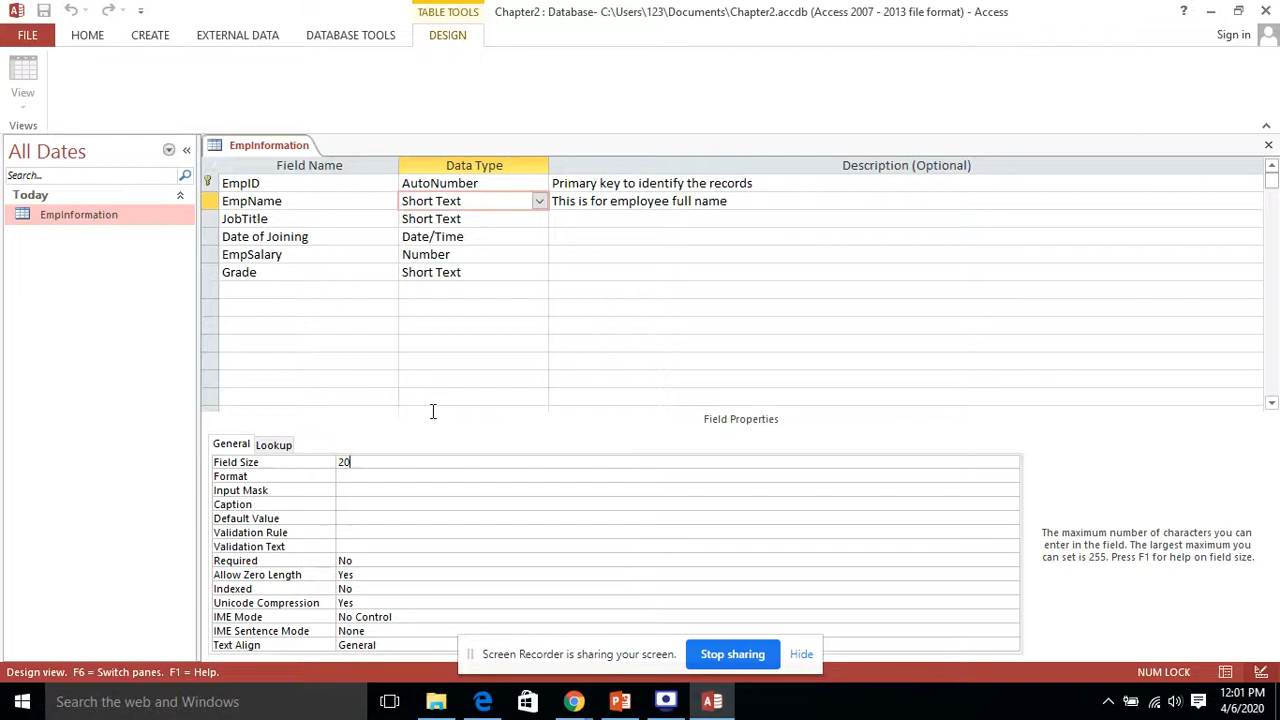 TABLE TOOLS
Chapter2 : Database- C:\Users\123\Documents\Chapter2.accdb (Access 2007 - 2013 file format) - Access
?
FILE HOME CREATE EXTERNAL DATA DATABASE TOOLS DESIGN
Sign in
View
Views
All Dates
Search...
Today
EmpInformation
EmpInformation
Field Name Data Type Description (Optional)
EmpID AutoNumber Primary key to identify the records
EmpName Short Text This is for employee full name
JobTitle Short Text
Date of Joining Date/Time
EmpSalary Number
Grade Short Text
Field Properties
General Lookup
Field Size 20
Format
Input Mask
Caption
Default Value
Validation Rule
Validation Text
Required No
Allow Zero Length Yes
Indexed No
Unicode Compression Yes
IME Mode No Control
IME Sentence Mode None
Text Align General
The maximum number of characters you can
enter in the field. The largest maximum you
can set is 255. Press F1 for help on field size.
Screen Recorder is sharing your screen. Stop sharing Hide
Design view. F6 = Switch panes. F1 = Help.
NUM LOCK
Search the web and Windows
12:01 PM
4/6/2020